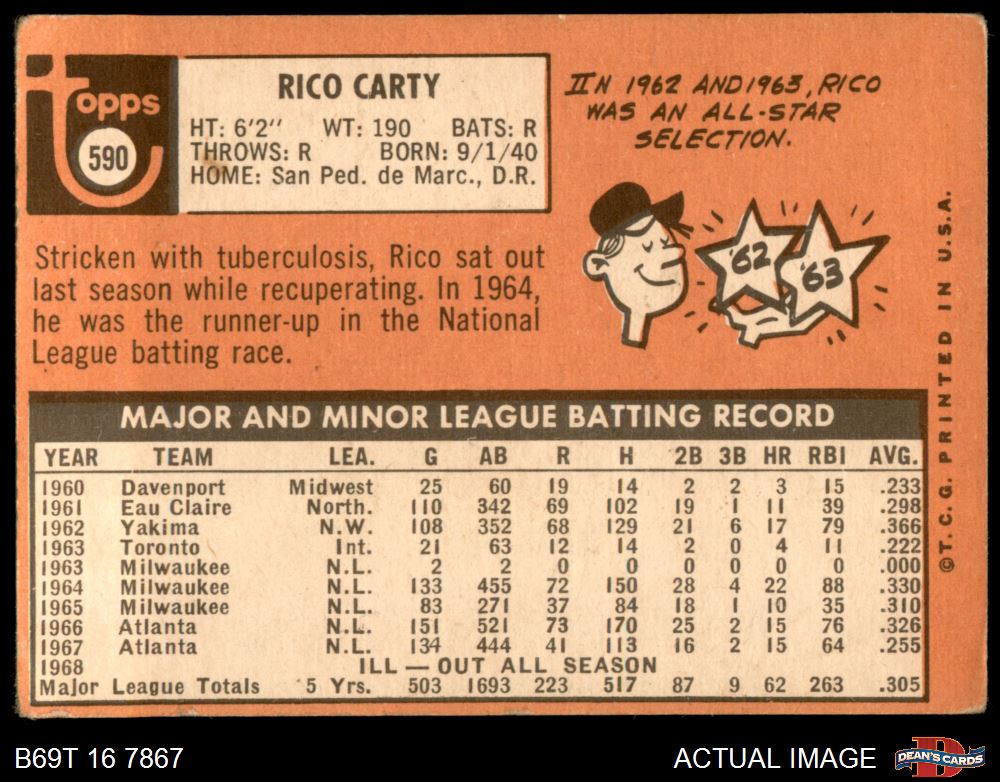 Topps
590
RICO CARTY
HT: 6'2" WT: 190 BATS: R
THROWS: R BORN: 9/1/40
HOME: San Ped. de Marc., D.R.
IN 1962 AND 1963, RICO
WAS AN ALL-STAR
SELECTION.
'62
'63
Stricken with tuberculosis, Rico sat out
last season while recuperating. In 1964,
he was the runner-up in the National
League batting race.
MAJOR AND MINOR LEAGUE BATTING RECORD
YEAR TEAM LEA. G AB R H 2B 3B HR RBI AVG.
1960 Davenport Midwest 25 60 19 14 2 2 3 15 .233
1961 Eau Claire North. 110 342 69 102 19 1 11 39 .298
1962 Yakima N.W. 108 352 68 129 21 6 17 79 .366
1963 Toronto Int. 21 63 12 14 2 0 4 11 .222
1963 Milwaukee N.L. 2 2 0 0 0 0 0 0 .000
1964 Milwaukee N.L. 133 455 72 150 28 4 22 88 .330
1965 Milwaukee N.L. 83 271 37 84 18 1 10 35 .310
1966 Atlanta N.L. 151 521 73 170 25 2 15 76 .326
1967 Atlanta N.L. 134 444 41 113 16 2 15 64 .255
1968 ILL — OUT ALL SEASON
Major League Totals 5 Yrs. 503 1693 223 517 87 9 62 263 .305
©T.C.G. PRINTED IN U.S.A.
B69T 16 7867
ACTUAL IMAGE
D
DEAN'S CARDS